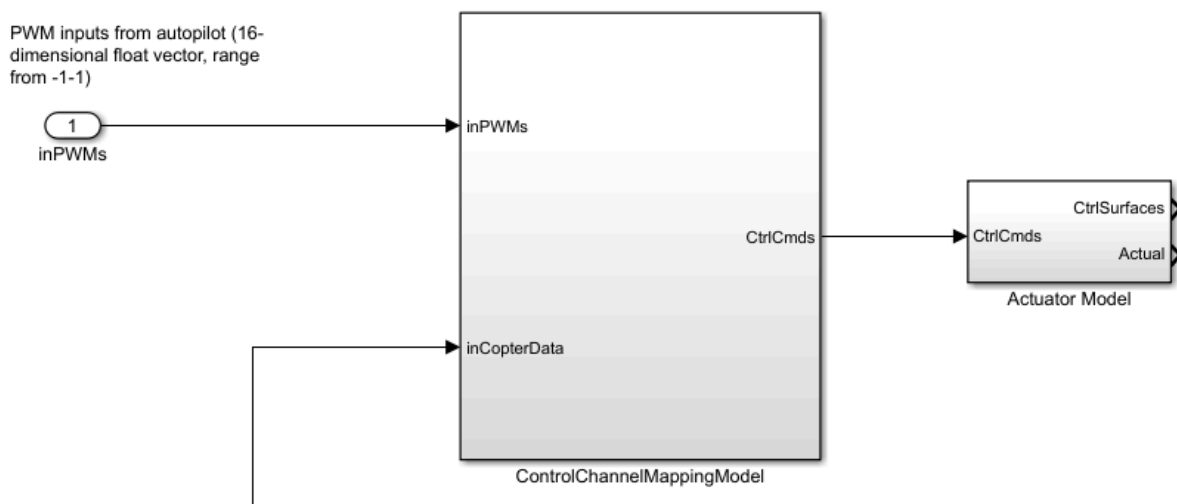 PWM inputs from autopilot (16-
dimensional float vector, range
from -1-1)
1
inPWMs
inPWMs
CtrlCmds
inCopterData
ControlChannelMappingModel
CtrlSurfaces
CtrlCmds
Actual
Actuator Model